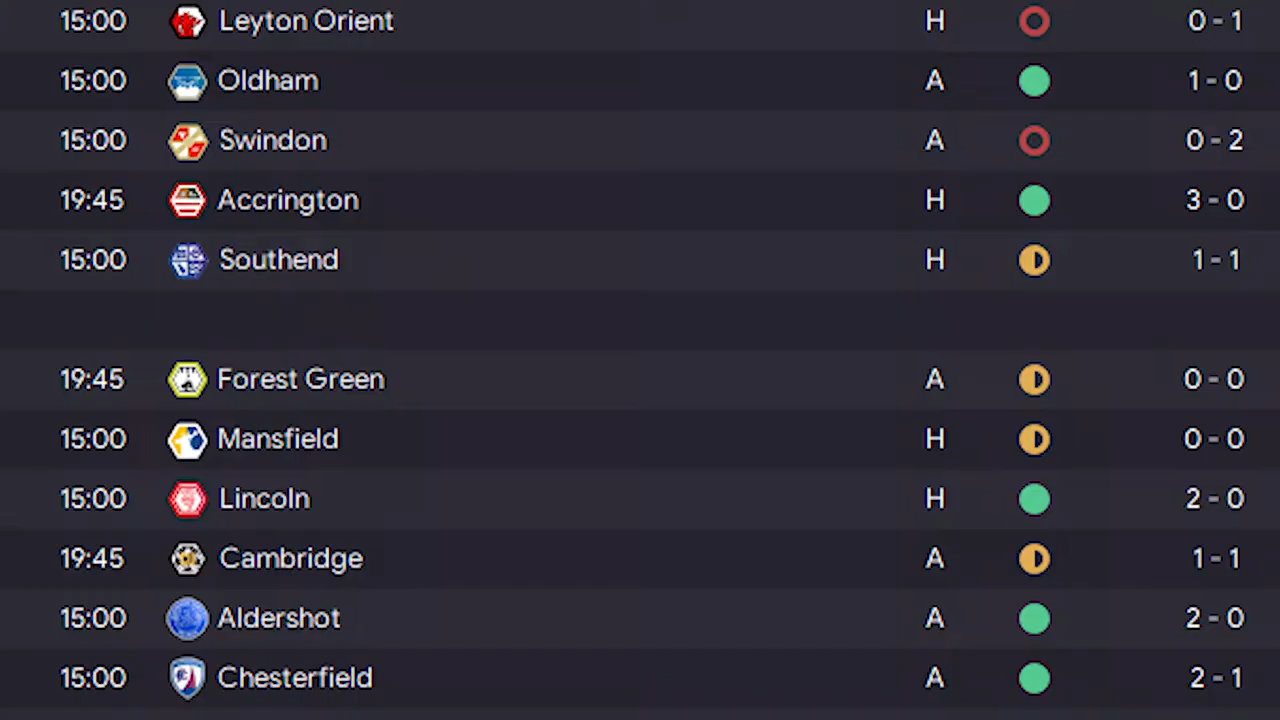 15:00 Leyton Orient H 0 - 1
15:00 Oldham A 1 - 0
15:00 Swindon A 0 - 2
19:45 Accrington H 3 - 0
15:00 Southend H 1 - 1
19:45 Forest Green A 0 - 0
15:00 Mansfield H 0 - 0
15:00 Lincoln H 2 - 0
19:45 Cambridge A 1 - 1
15:00 Aldershot A 2 - 0
15:00 Chesterfield A 2 - 1